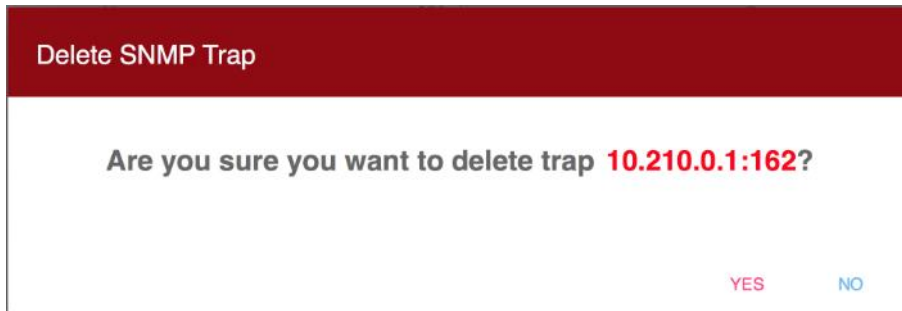 Delete SNMP Trap
Are you sure you want to delete trap 10.210.0.1:162?
YES NO